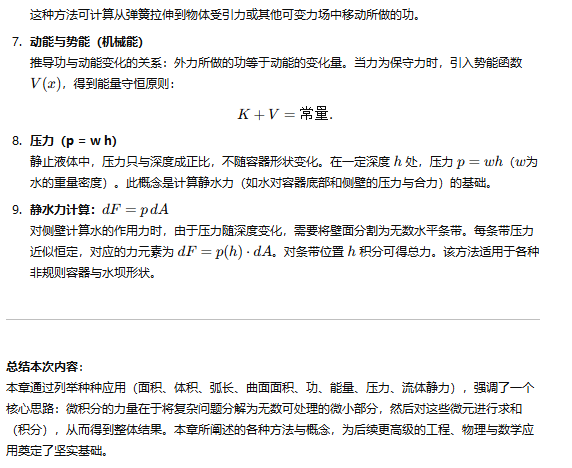 这种方法可计算从弹簧拉伸到物体受引力或其他可变力场中移动所做的功。
7. 动能与势能（机械能）
推导功与动能变化的关系：外力所做的功等于动能的变化量。当力为保守力时，引入势能函数
V(x)，得到能量守恒原则：
K + V = 常量.
8. 压力（p = w h）
静止液体中，压力只与深度成正比，不随容器形状变化。在一定深度 h 处，压力 p = wh（w为
水的重量密度）。此概念是计算静水力（如水对容器底部和侧壁的压力与合力）的基础。
9. 静水力计算：dF = p dA
对侧壁计算水的作用力时，由于压力随深度变化，需要将壁面分割为无数水平条带。每条带压力
近似恒定，对应的力元素为 dF = p(h) · dA。对条带位置 h 积分可得总力。该方法适用于各种
非规则容器与水坝形状。
总结本次内容：
本章通过列举种种应用（面积、体积、弧长、曲面面积、功、能量、压力、流体静力），强调了一个
核心思路：微积分的力量在于将复杂问题分解为无数可处理的微小部分，然后对这些微元进行求和
（积分），从而得到整体结果。本章所阐述的各种方法与概念，为后续更高级的工程、物理与数学应
用奠定了坚实基础。